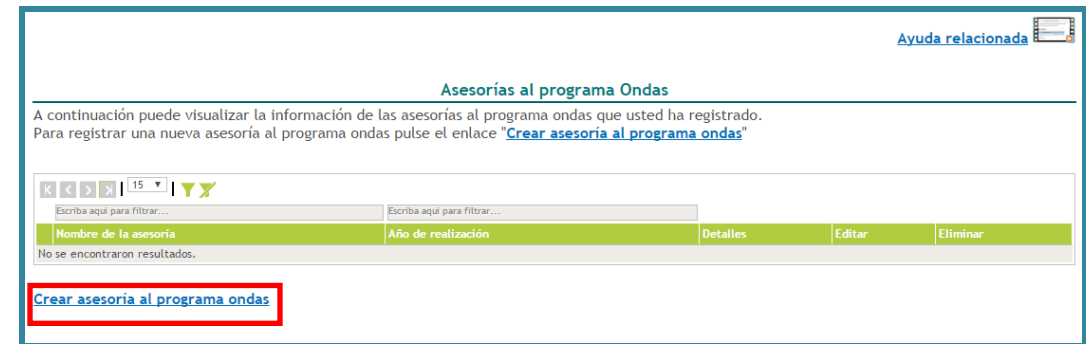 Ayuda relacionada
Asesorías al programa Ondas
A continuación puede visualizar la información de las asesorías al programa ondas que usted ha registrado.
Para registrar una nueva asesoría al programa ondas pulse el enlace "Crear asesoría al programa ondas"
15
Escriba aquí para filtrar... Escriba aquí para filtrar...
Nombre de la asesoría Año de realización Detalles Editar Eliminar
No se encontraron resultados.
Crear asesoría al programa ondas